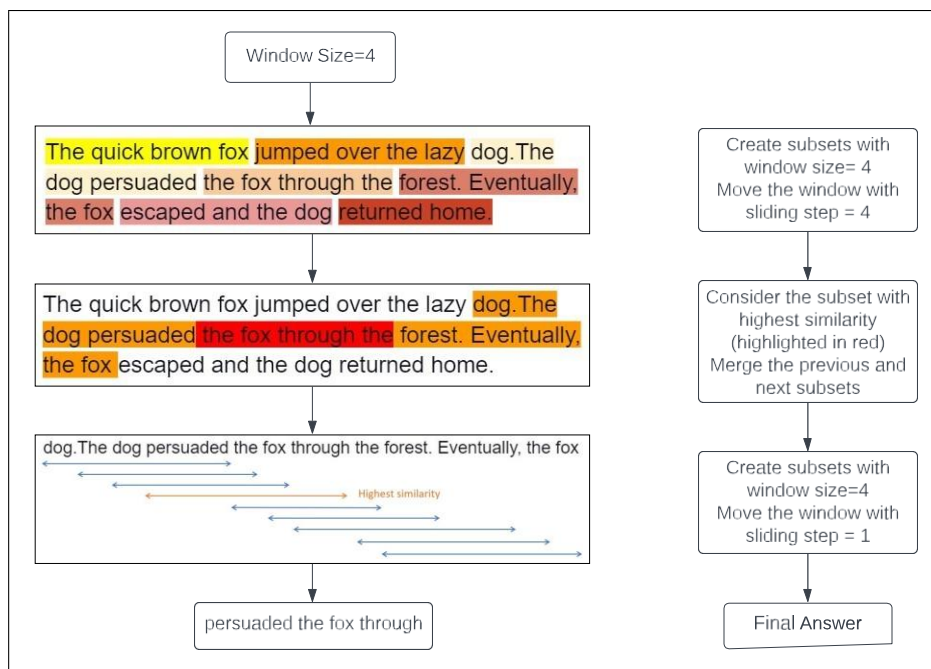 Window Size=4
The quick brown fox jumped over the lazy dog.The
dog persuaded the fox through the forest. Eventually,
the fox escaped and the dog returned home.
The quick brown fox jumped over the lazy dog.The
dog persuaded the fox through the forest. Eventually,
the fox escaped and the dog returned home.
dog.The dog persuaded the fox through the forest. Eventually, the fox
Highest similarity
persuaded the fox through
Create subsets with
window size= 4
Move the window with
sliding step = 4
Consider the subset with
highest similarity
(highlighted in red)
Merge the previous and
next subsets
Create subsets with
window size=4
Move the window with
sliding step = 1
Final Answer